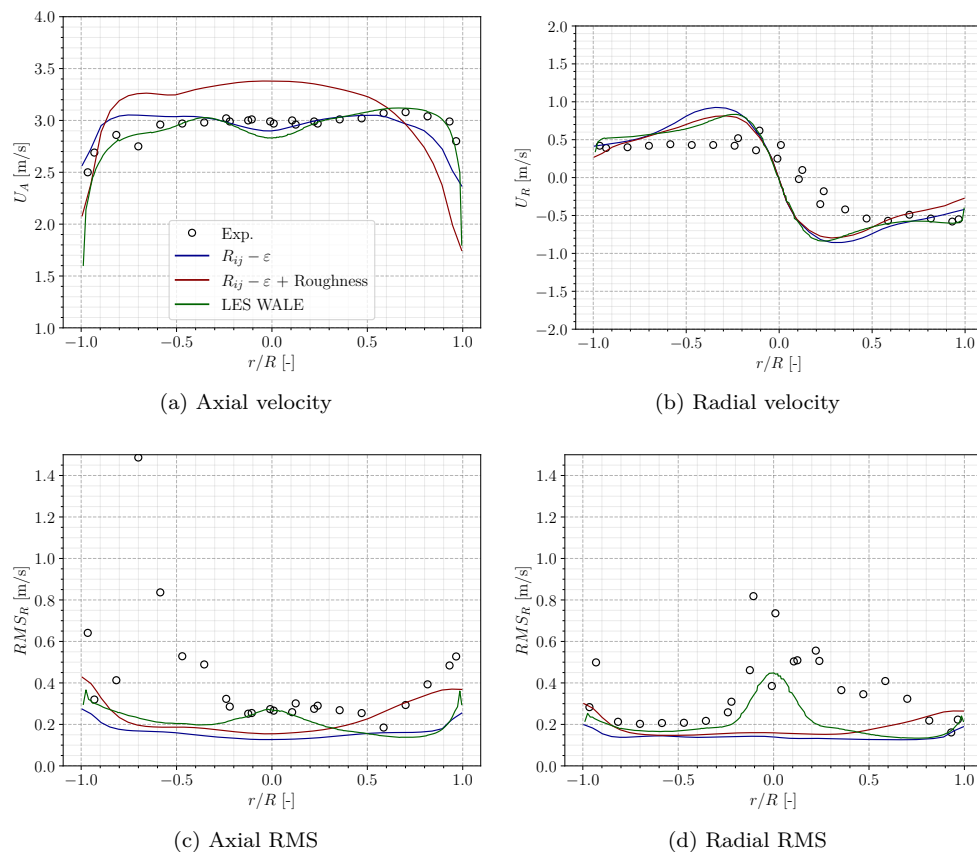 4.0
3.5
3.0
2.5
2.0
1.5
1.0
U_A [m/s]
Exp.
R_{ij} − ε
R_{ij} − ε + Roughness
LES WALE
−1.0 −0.5 0.0 0.5 1.0
r/R [-]
(a) Axial velocity
2.0
1.5
1.0
0.5
0.0
−0.5
−1.0
−1.5
−2.0
U_R [m/s]
−1.0 −0.5 0.0 0.5 1.0
r/R [-]
(b) Radial velocity
1.4
1.2
1.0
0.8
0.6
0.4
0.2
0.0
RMS_R [m/s]
−1.0 −0.5 0.0 0.5 1.0
r/R [-]
(c) Axial RMS
1.4
1.2
1.0
0.8
0.6
0.4
0.2
0.0
RMS_R [m/s]
−1.0 −0.5 0.0 0.5 1.0
r/R [-]
(d) Radial RMS